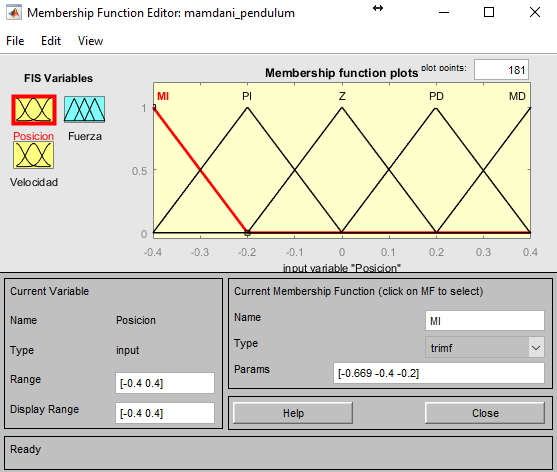 Membership Function Editor: mamdani_pendulum
File Edit View
FIS Variables
Posicion
Fuerza
Velocidad
Membership function plots
plot points:
181
MI PI Z PD MD
1
0.5
0
-0.4 -0.3 -0.2 -0.1 0 0.1 0.2 0.3 0.4
input variable "Posicion"
Current Variable
Name Posicion
Type input
Range [-0.4 0.4]
Display Range [-0.4 0.4]
Current Membership Function (click on MF to select)
Name MI
Type trimf
Params [-0.669 -0.4 -0.2]
Help Close
Ready